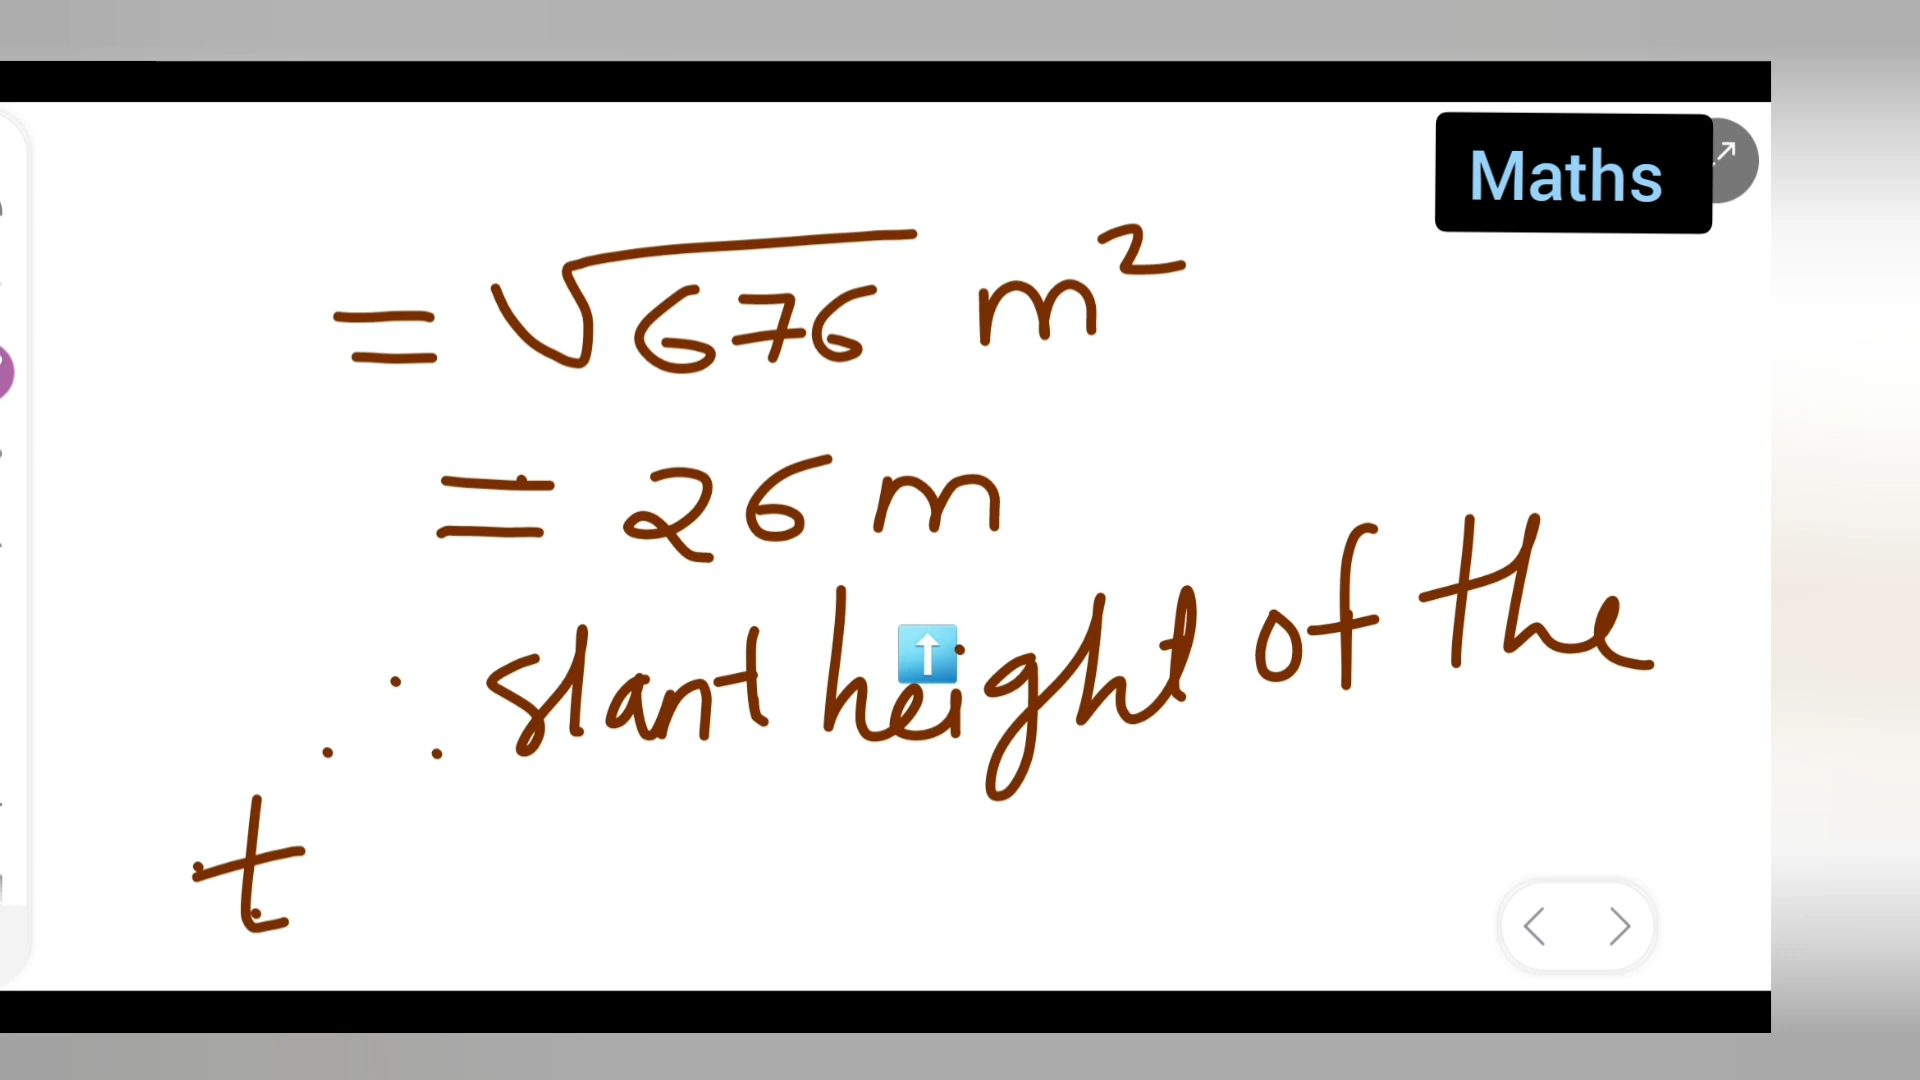 Maths
= √676 m²
= 26 m
∴ slant height of the
t